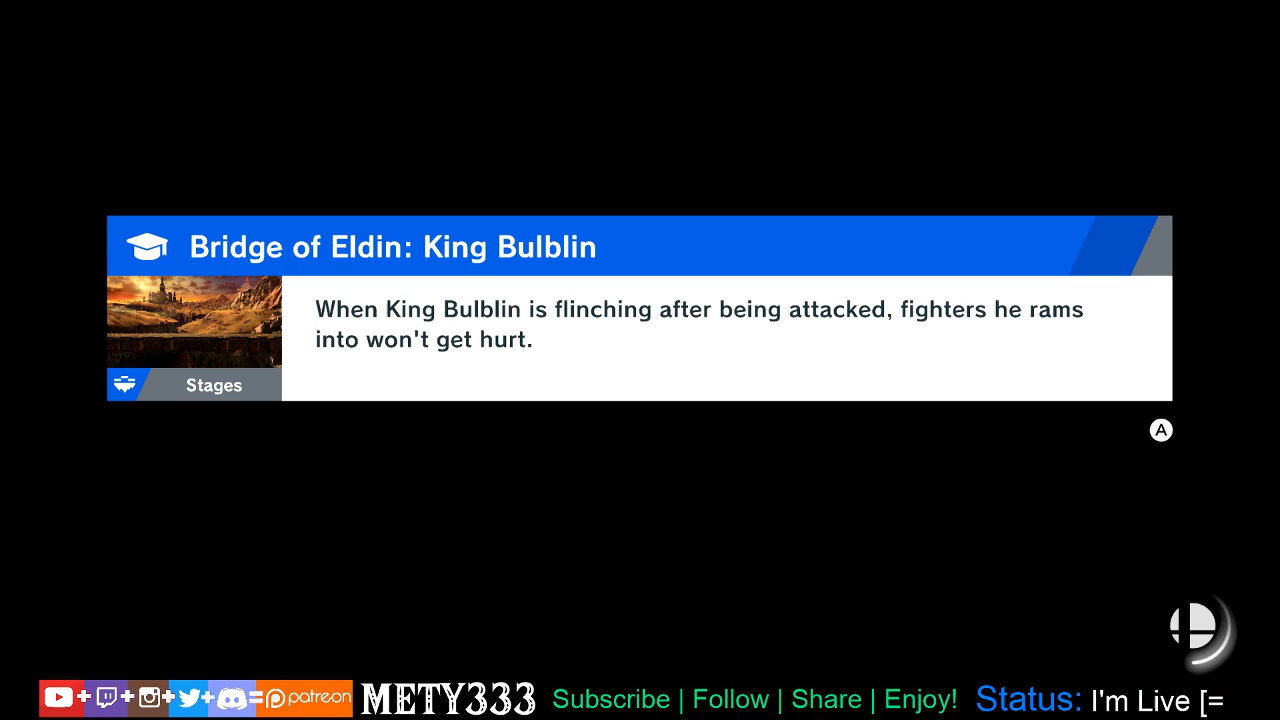 Bridge of Eldin: King Bulblin
When King Bulblin is flinching after being attacked, fighters he rams
into won't get hurt.
Stages
A
+ + + + = patreon METY333 Subscribe | Follow | Share | Enjoy! Status: I'm Live [=